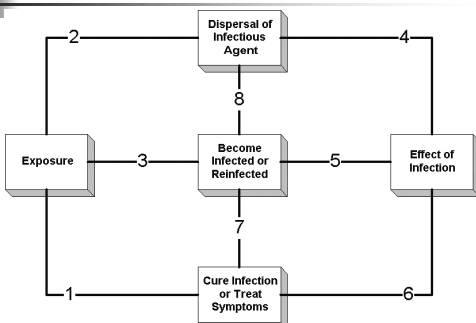 Dispersal of
Infectious
Agent
2
4
8
Exposure
3
Become
Infected or
Reinfected
5
Effect of
Infection
7
Cure Infection
or Treat
Symptoms
1
6